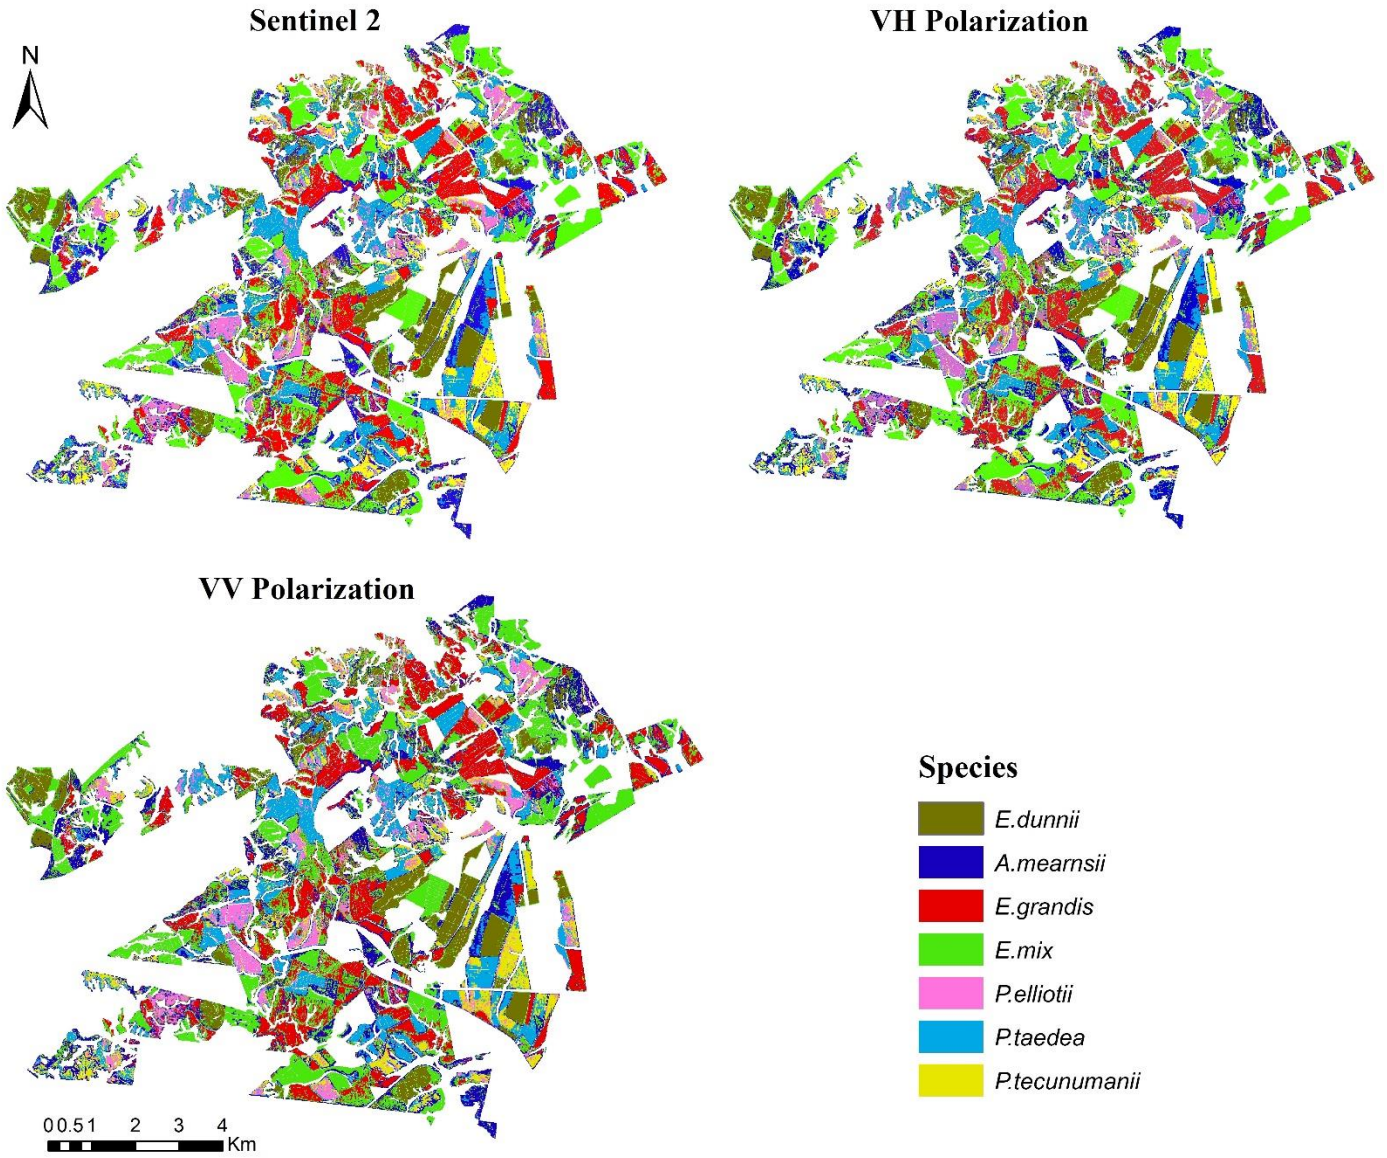 Sentinel 2
VH Polarization
N
VV Polarization
Species
E.dunnii
A.mearnsii
E.grandis
E.mix
P.elliotii
P.taedea
P.tecunumanii
0 0.5 1 2 3 4
Km